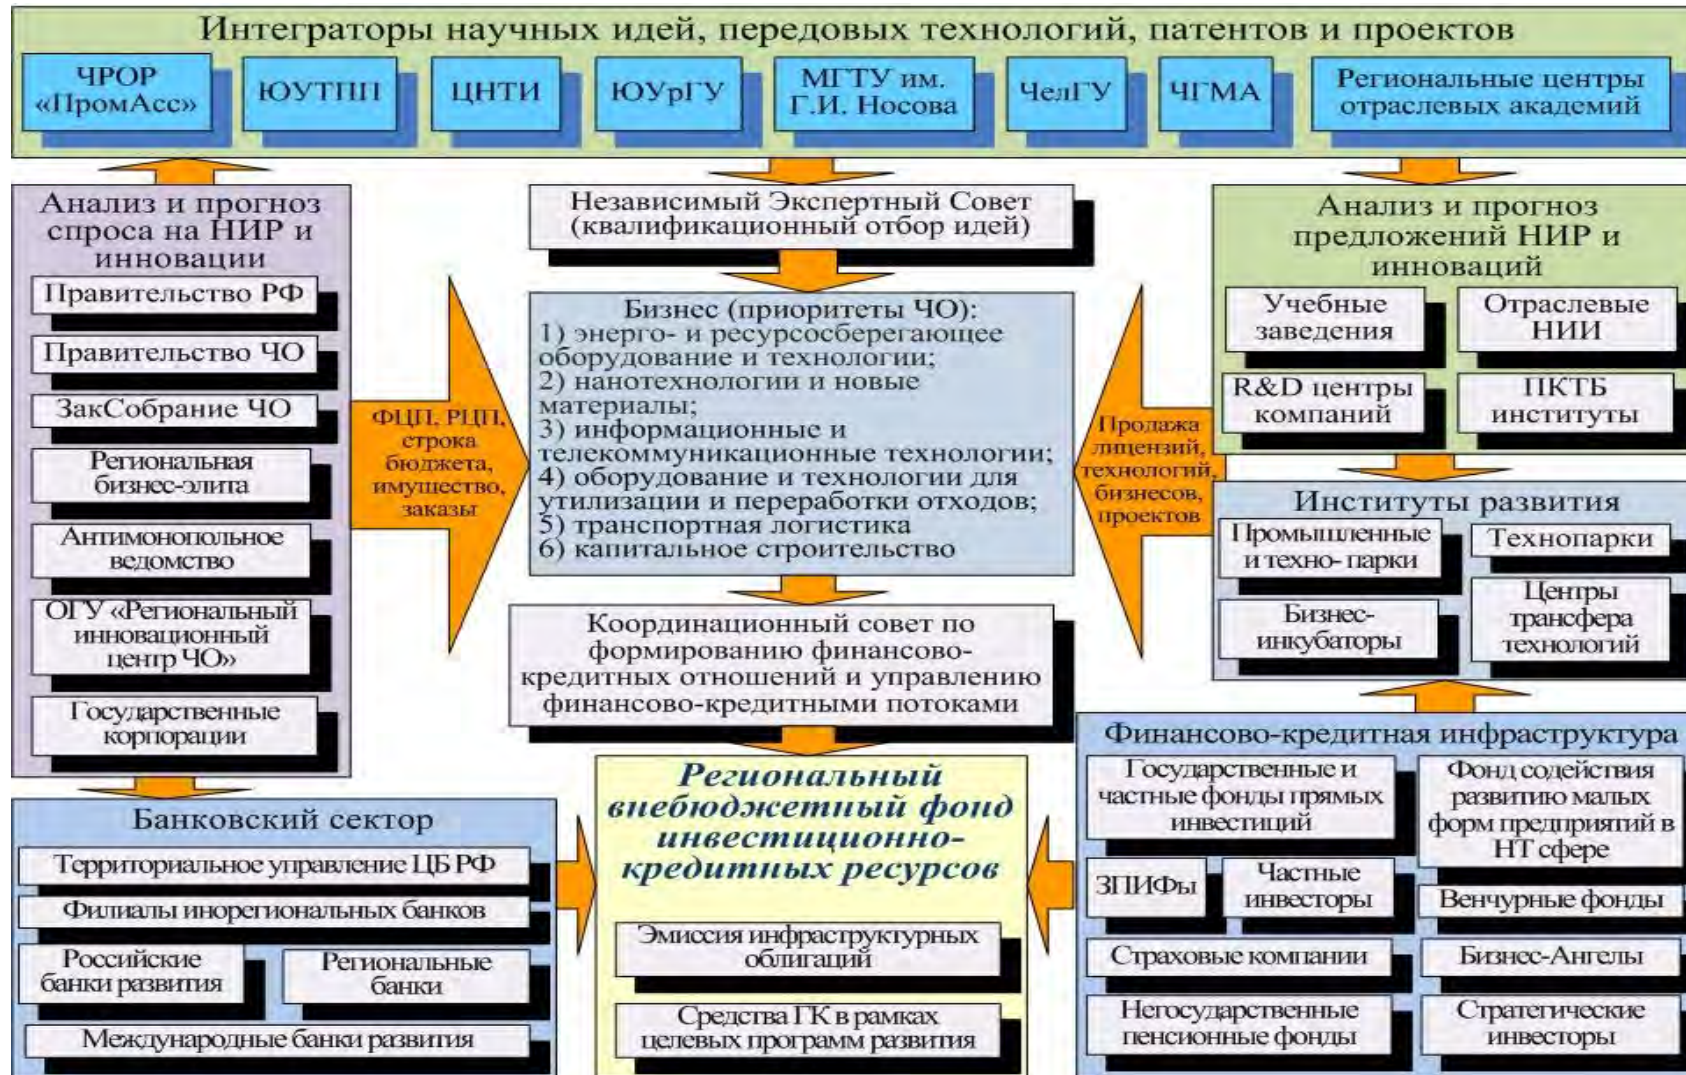 Интеграторы научных идей, передовых технологий, патентов и проектов
ЧРОР
«ПромАсс»
ЮУТПП
ЦНТИ
ЮУрГУ
МГТУ им.
Г.И. Носова
ЧелГУ
ЧГМА
Региональные центры
отраслевых академий
Анализ и прогноз
спроса на НИР и
инновации
Правительство РФ
Правительство ЧО
ЗакСобрание ЧО
Региональная
бизнес-элита
Антимонопольное
ведомство
ОГУ «Региональный
инновационный
центр ЧО»
Государственные
корпорации
ФЦП, РЦП,
строка
бюджета,
имущество,
заказы
Независимый Экспертный Совет
(квалификационный отбор идей)
Бизнес (приоритеты ЧО):
1) энерго- и ресурсосберегающее
оборудование и технологии;
2) нанотехнологии и новые
материалы;
3) информационные и
телекоммуникационные технологии;
4) оборудование и технологии для
утилизации и переработки отходов;
5) транспортная логистика
6) капитальное строительство
Координационный совет по
формированию финансово-
кредитных отношений и управлению
финансово-кредитными потоками
Продажа
лицензий,
технологий,
бизнесов,
проектов
Анализ и прогноз
предложений НИР и
инноваций
Учебные
заведения
Отраслевые
НИИ
R&D центры
компаний
ПКТБ
институты
Институты развития
Промышленные
и техно- парки
Технопарки
Бизнес-
инкубаторы
Центры
трансфера
технологий
Банковский сектор
Территориальное управление ЦБ РФ
Филиалы инорегиональных банков
Российские
банки развития
Региональные
банки
Международные банки развития
Региональный
внебюджетный фонд
инвестиционно-
кредитных ресурсов
Эмиссия инфраструктурных
облигаций
Средства ГК в рамках
целевых программ развития
Финансово-кредитная инфраструктура
Государственные и
частные фонды прямых
инвестиций
Фонд содействия
развитию малых
форм предприятий в
НТ сфере
ЗПИФы
Частные
инвесторы
Венчурные фонды
Страховые компании
Бизнес-Ангелы
Негосударственные
пенсионные фонды
Стратегические
инвесторы